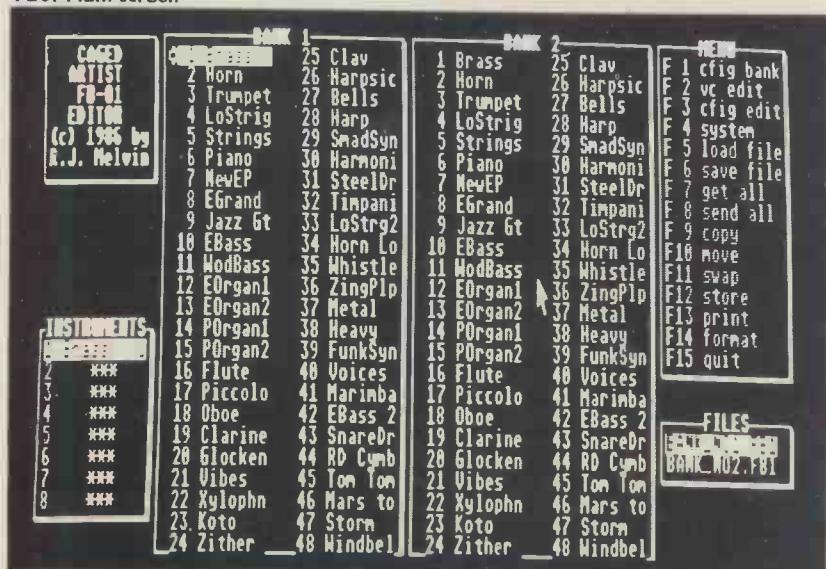 CAGED
ARTIST
FB-01
EDITOR
(c) 1986 by
R.J. Melvin
INSTRUMENTS
2 ***
3 ***
4 ***
5 ***
6 ***
7 ***
8 ***
BANK 1
2 Horn
3 Trumpet
4 LoStrig
5 Strings
6 Piano
7 NewEP
8 EGrand
9 Jazz Gt
10 EBass
11 WodBass
12 EOrgan1
13 EOrgan2
14 POrgan1
15 POrgan2
16 Flute
17 Piccolo
18 Oboe
19 Clarine
20 Glocken
21 Vibes
22 Xylophn
23 Koto
24 Zither
25 Clav
26 Harpsic
27 Bells
28 Harp
29 SmadSyn
30 Harmoni
31 SteelDr
32 Timpani
33 LoStrg2
34 Horn Lo
35 Whistle
36 ZingPlp
37 Metal
38 Heavy
39 FunkSyn
40 Voices
41 Marimba
42 EBass 2
43 SnareDr
44 RD Cymb
45 Tom Tom
46 Mars to
47 Storm
48 Windbel
BANK 2
1 Brass
2 Horn
3 Trumpet
4 LoStrig
5 Strings
6 Piano
7 NewEP
8 EGrand
9 Jazz Gt
10 EBass
11 WodBass
12 EOrgan1
13 EOrgan2
14 POrgan1
15 POrgan2
16 Flute
17 Piccolo
18 Oboe
19 Clarine
20 Glocken
21 Vibes
22 Xylophn
23 Koto
24 Zither
25 Clav
26 Harpsic
27 Bells
28 Harp
29 SmadSyn
30 Harmoni
31 SteelDr
32 Timpani
33 LoStrg2
34 Horn Lo
35 Whistle
36 ZingPlp
37 Metal
38 Heavy
39 FunkSyn
40 Voices
41 Marimba
42 EBass 2
43 SnareDr
44 RD Cymb
45 Tom Tom
46 Mars to
47 Storm
48 Windbel
MENU
F 1 cfig bank
F 2 vc edit
F 3 cfig edit
F 4 system
F 5 load file
F 6 save file
F 7 get all
F 8 send all
F 9 copy
F10 move
F11 swap
F12 store
F13 print
F14 format
F15 quit
FILES
BANK_NO2.FB1